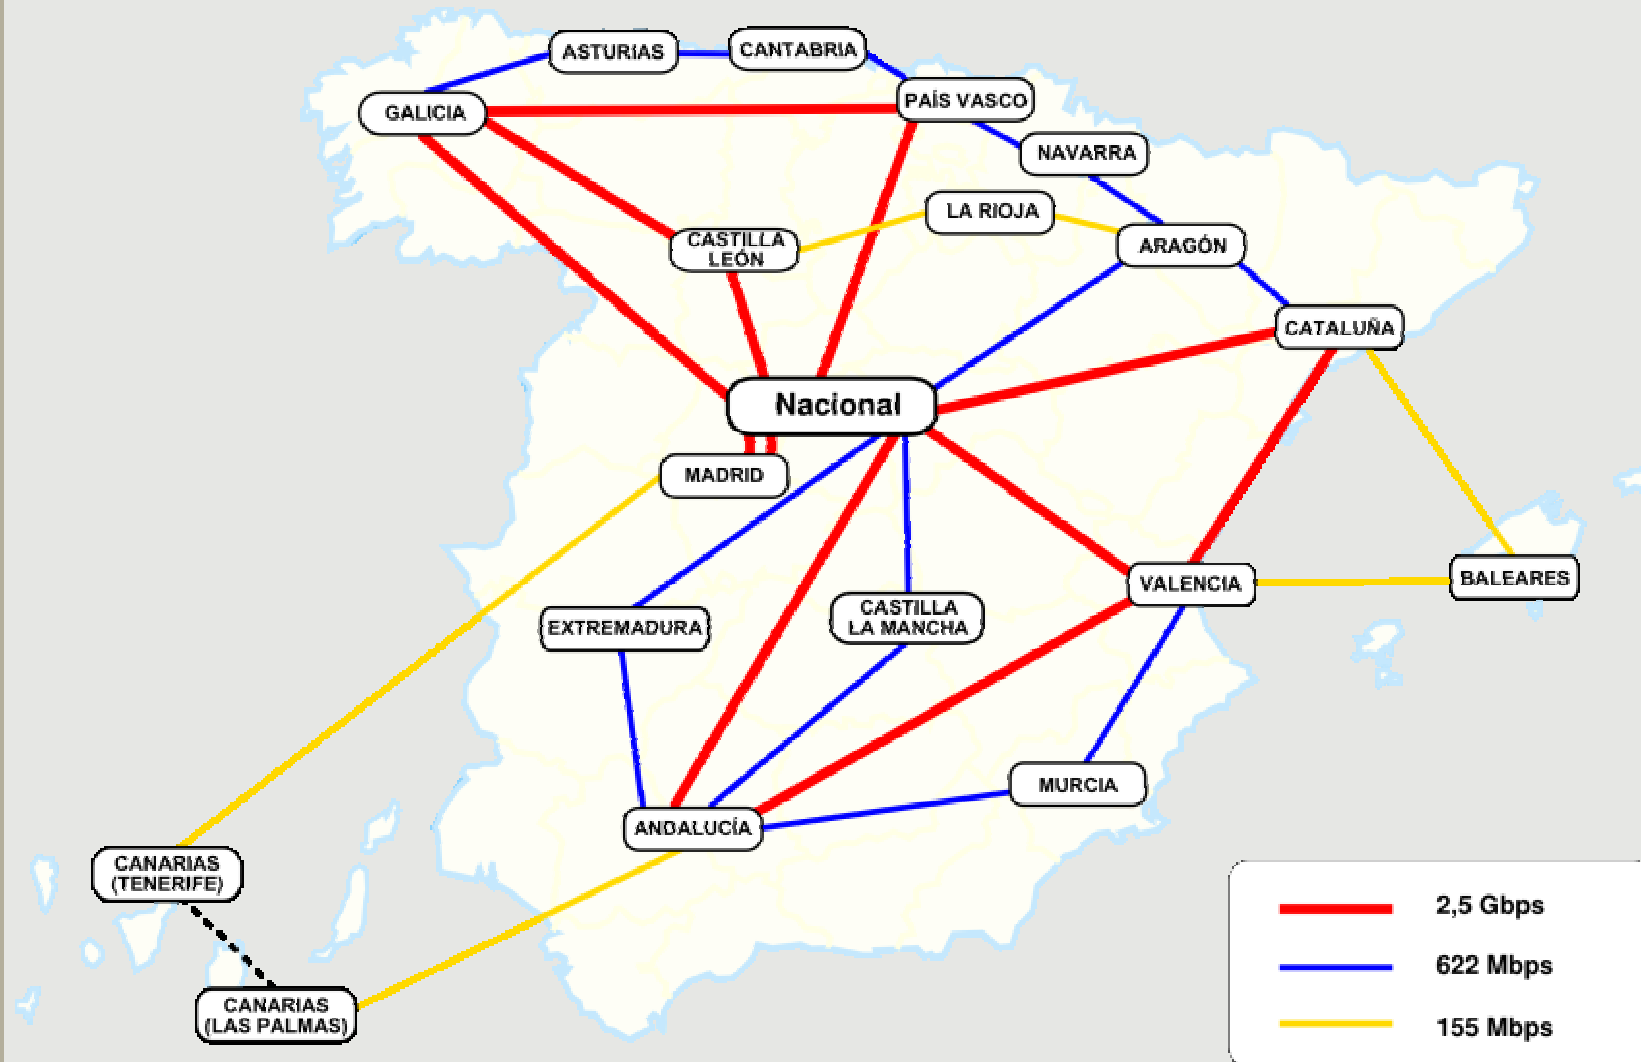 ASTURIAS
CANTABRIA
PAÍS VASCO
GALICIA
NAVARRA
LA RIOJA
CASTILLA
LEÓN
ARAGÓN
CATALUÑA
Nacional
MADRID
VALENCIA
BALEARES
EXTREMADURA
CASTILLA
LA MANCHA
MURCIA
ANDALUCÍA
CANARIAS
(TENERIFE)
CANARIAS
(LAS PALMAS)
2,5 Gbps
622 Mbps
155 Mbps